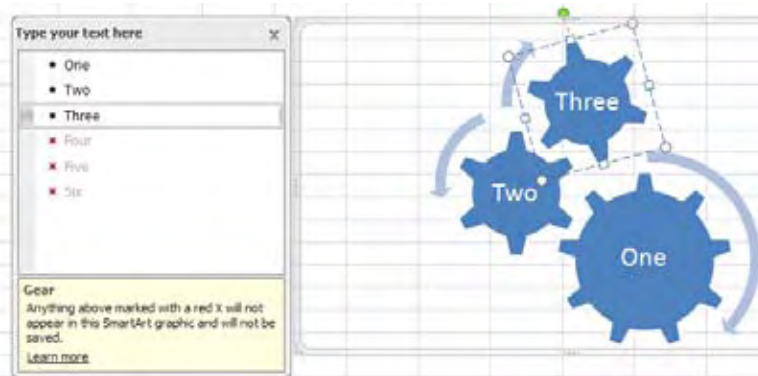 Type your text here x
• One
• Two
• Three
× Four
× Five
× Six
Gear
Anything above marked with a red X will not
appear in this SmartArt graphic and will not be
saved.
Learn more
Three
Two
One